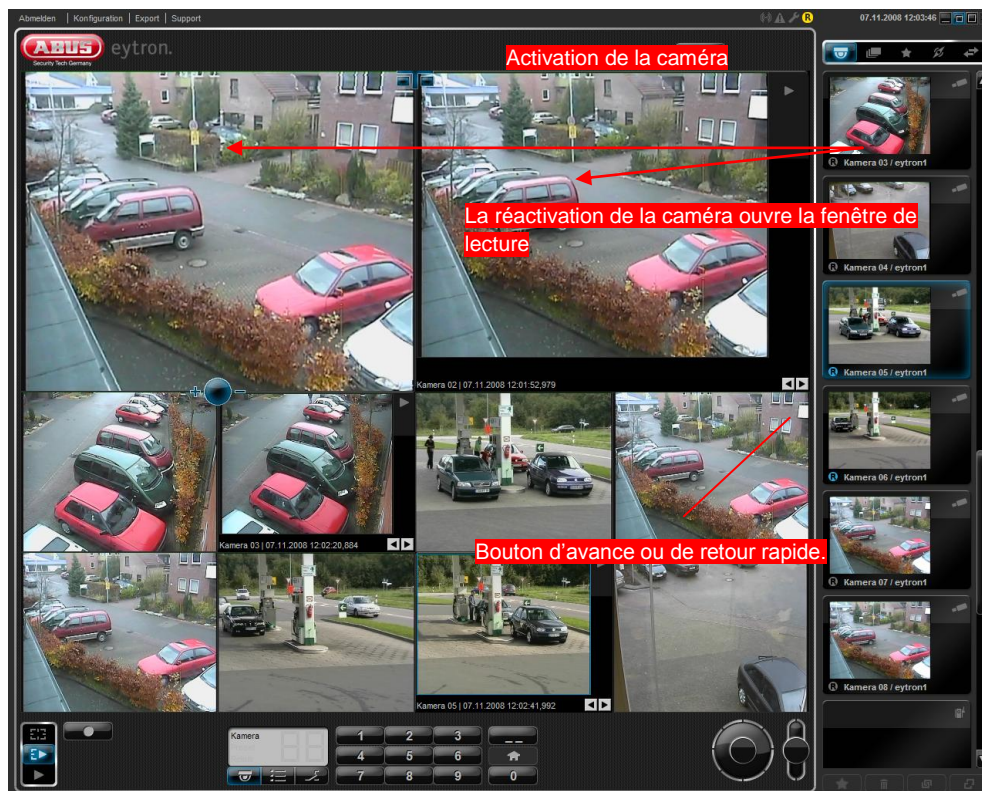 Abmelden | Konfiguration | Export | Support
R
07.11.2008 12:03:46
ABUS
Security Tech Germany
eytron.
Activation de la caméra
R Kamera 03 / eytron1
La réactivation de la caméra ouvre la fenêtre de
lecture
R Kamera 04 / eytron1
Kamera 02 | 07.11.2008 12:01:52,979
R Kamera 05 / eytron1
+ −
R Kamera 06 / eytron1
Kamera 03 | 07.11.2008 12:02:20,884
Bouton d’avance ou de retour rapide.
R Kamera 07 / eytron1
R Kamera 08 / eytron1
Kamera 05 | 07.11.2008 12:02:41,992
Kamera
1 2 3 _ _
4 5 6
7 8 9 0